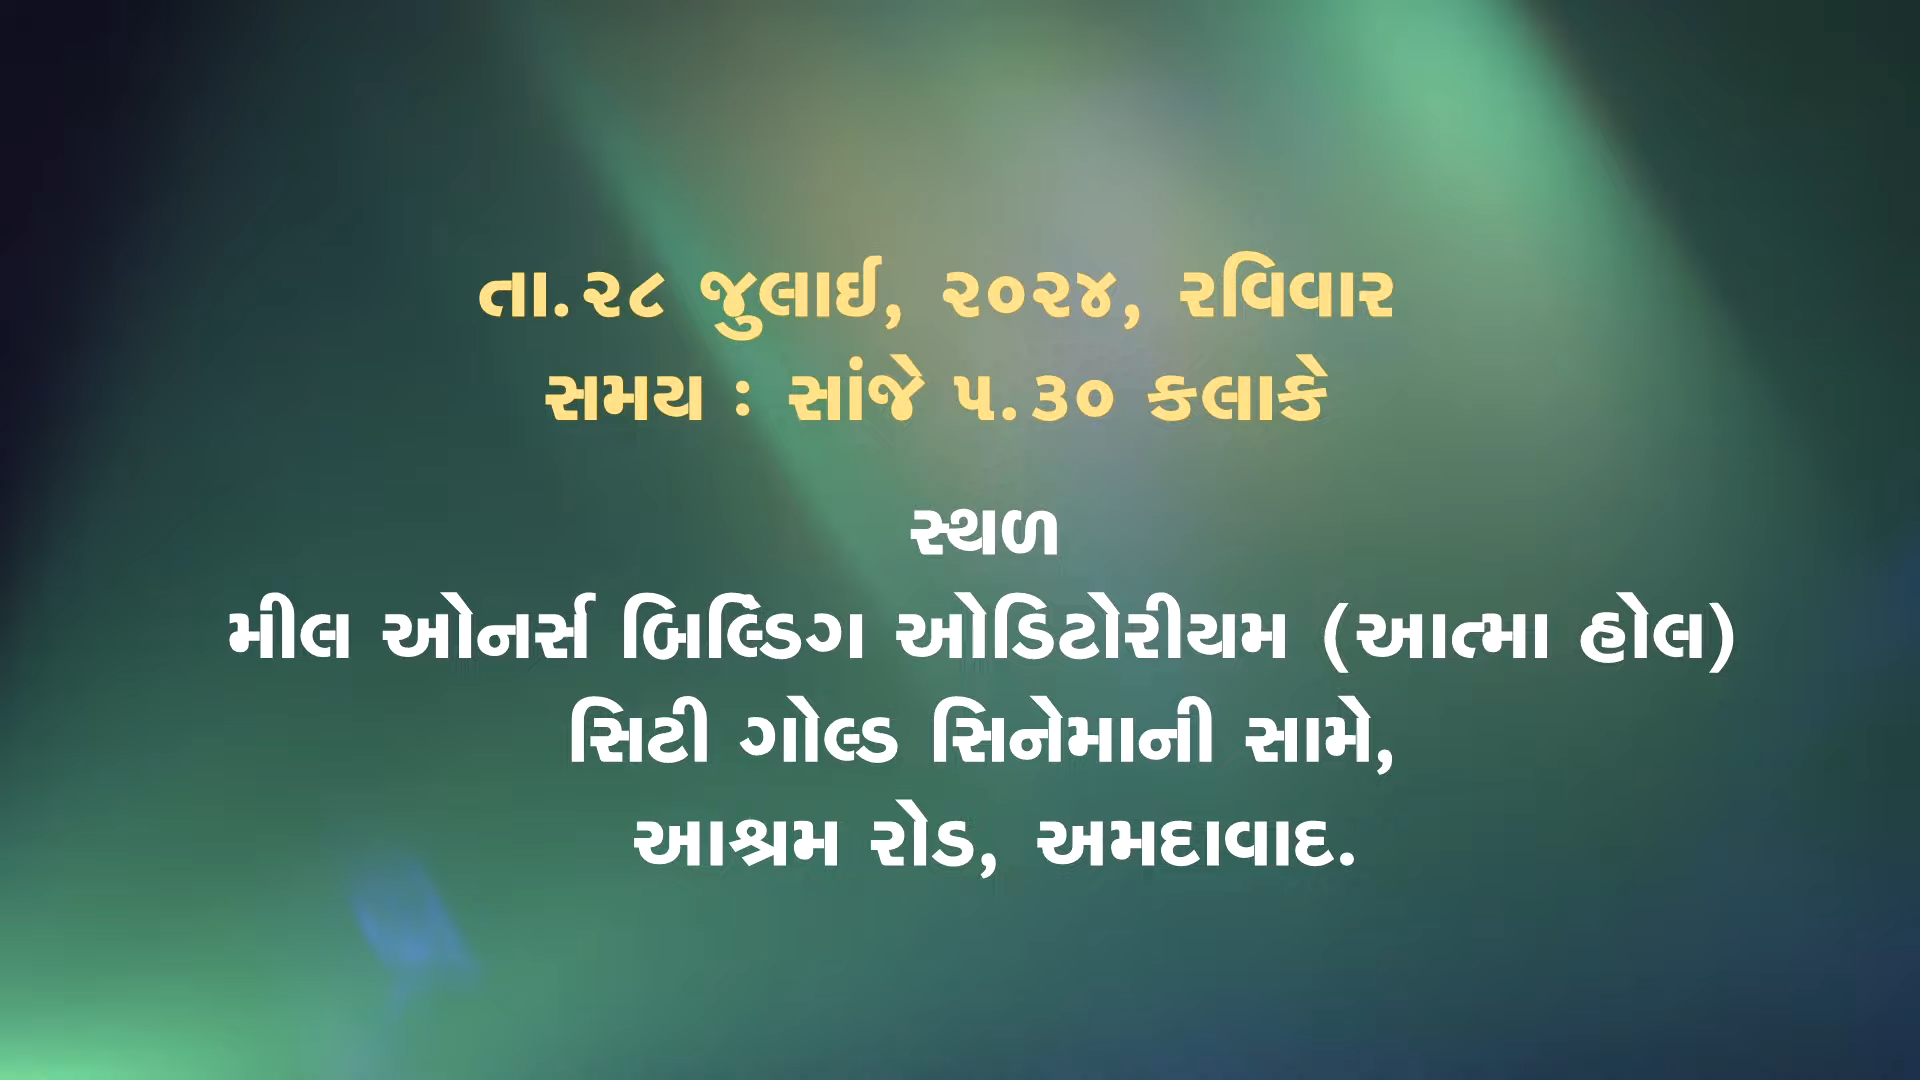 તા.૨૮ જુલાઈ, ૨૦૨૪, રવિવાર
સમય : સાંજે ૫.૩૦ કલાકે
સ્થળ
મીલ ઓનર્સ બિલ્ડિંગ ઓડિટોરીયમ (આત્મા હોલ)
સિટી ગોલ્ડ સિનેમાની સામે,
આશ્રમ રોડ, અમદાવાદ.